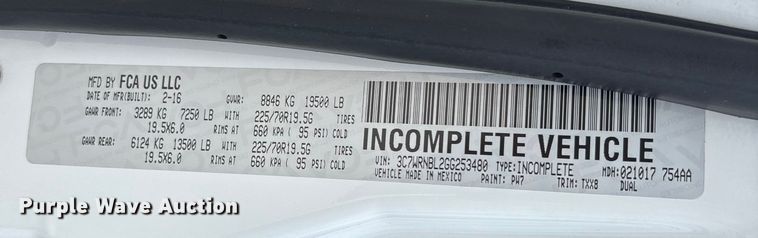 MFD BY FCA US LLC
DATE OF MFR(BUILT): 2-16 GVWR: 8846 KG 19500 LB
GAWR FRONT: 3289 KG 7250 LB 225/70R19.5G TIRES
19.5X6.0 RIMS AT 660 KPA ( 95 PSI) COLD
GAWR REAR: 6124 KG 13500 LB 225/70R19.5G TIRES
19.5X6.0 RIMS AT 660 KPA ( 95 PSI) COLD
INCOMPLETE VEHICLE
VIN: 3C7WRNBL2GG253480 TYPE:INCOMPLETE MDH:021017 754AA
VEHICLE MADE IN MEXICO PAINT: PW7 TRIM: TXX8 DUAL
Purple Wave Auction